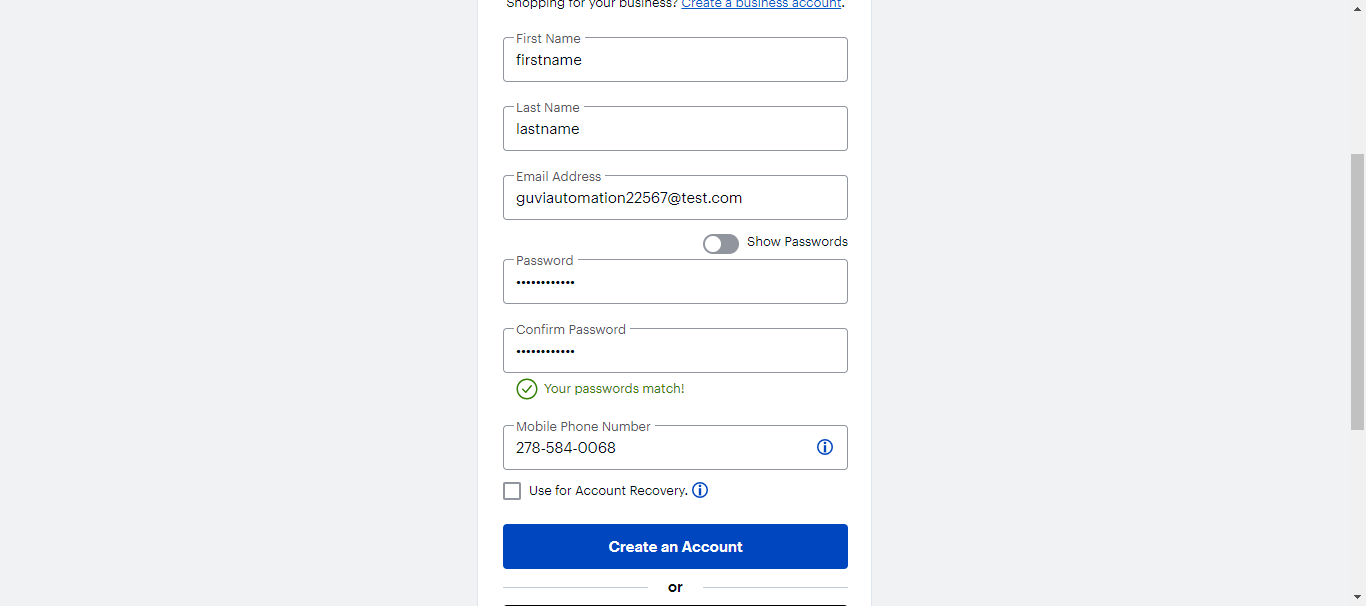 Shopping for your business? Create a business account.
First Name
firstname
Last Name
lastname
Email Address
guviautomation22567@test.com
Show Passwords
Password
••••••••••••
Confirm Password
••••••••••••
Your passwords match!
Mobile Phone Number
278-584-0068
Use for Account Recovery.
Create an Account
or